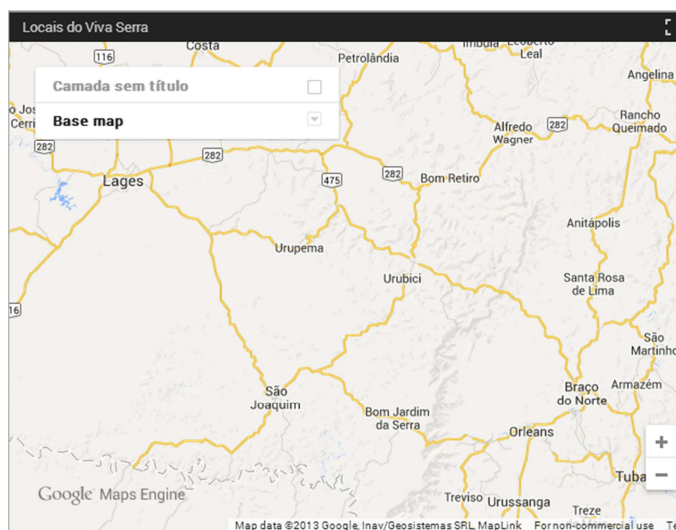 Locais do Viva Serra
Costa
Petrolândia
Imbuia
Leal
116
Angelina
Camada sem título
Base map
Rancho
Queimado
Alfredo
Wagner
282
282
282
282
475
Lages
Bom Retiro
Anitápolis
Urupema
Urubici
Santa Rosa
de Lima
16
São
Martinho
São
Joaquim
Braço
do Norte
Armazém
Bom Jardim
da Serra
Orleans
+
−
Tuba
Google Maps Engine
Treviso
Urussanga
Treze
Map data ©2013 Google, Inav/Geosistemas SRL, MapLink
For non-commercial use
Te